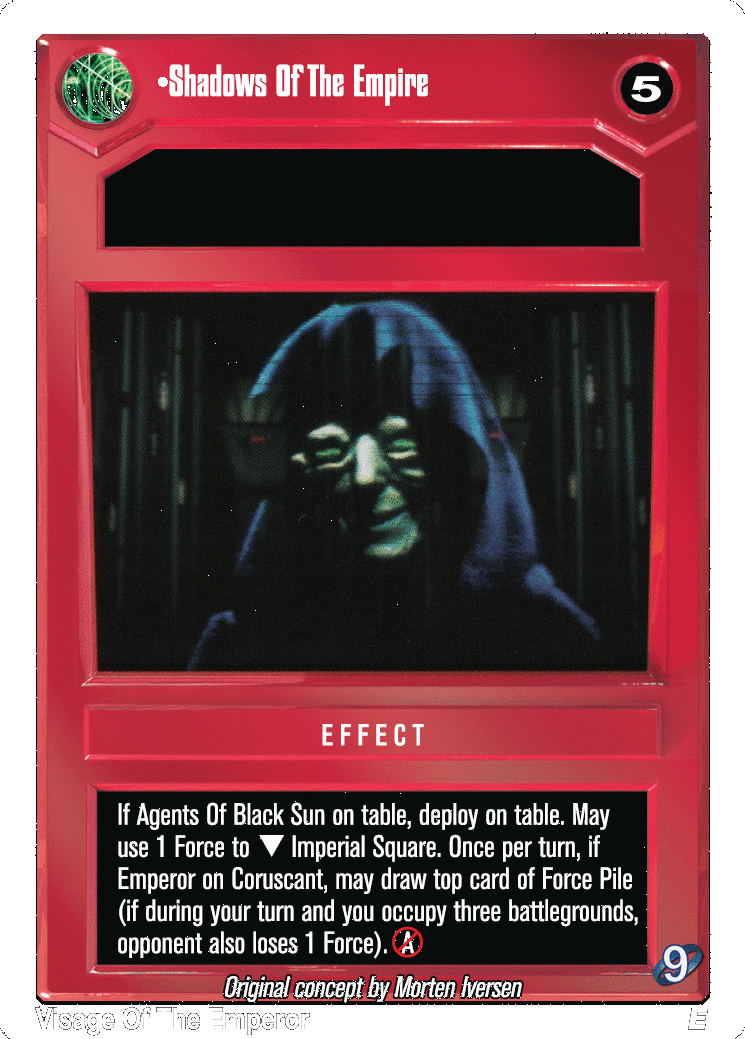 •Shadows Of The Empire
5
EFFECT
If Agents Of Black Sun on table, deploy on table. May
use 1 Force to ▼ Imperial Square. Once per turn, if
Emperor on Coruscant, may draw top card of Force Pile
(if during your turn and you occupy three battlegrounds,
opponent also loses 1 Force). A
9
Original concept by Morten Iversen
Visage Of The Emperor E